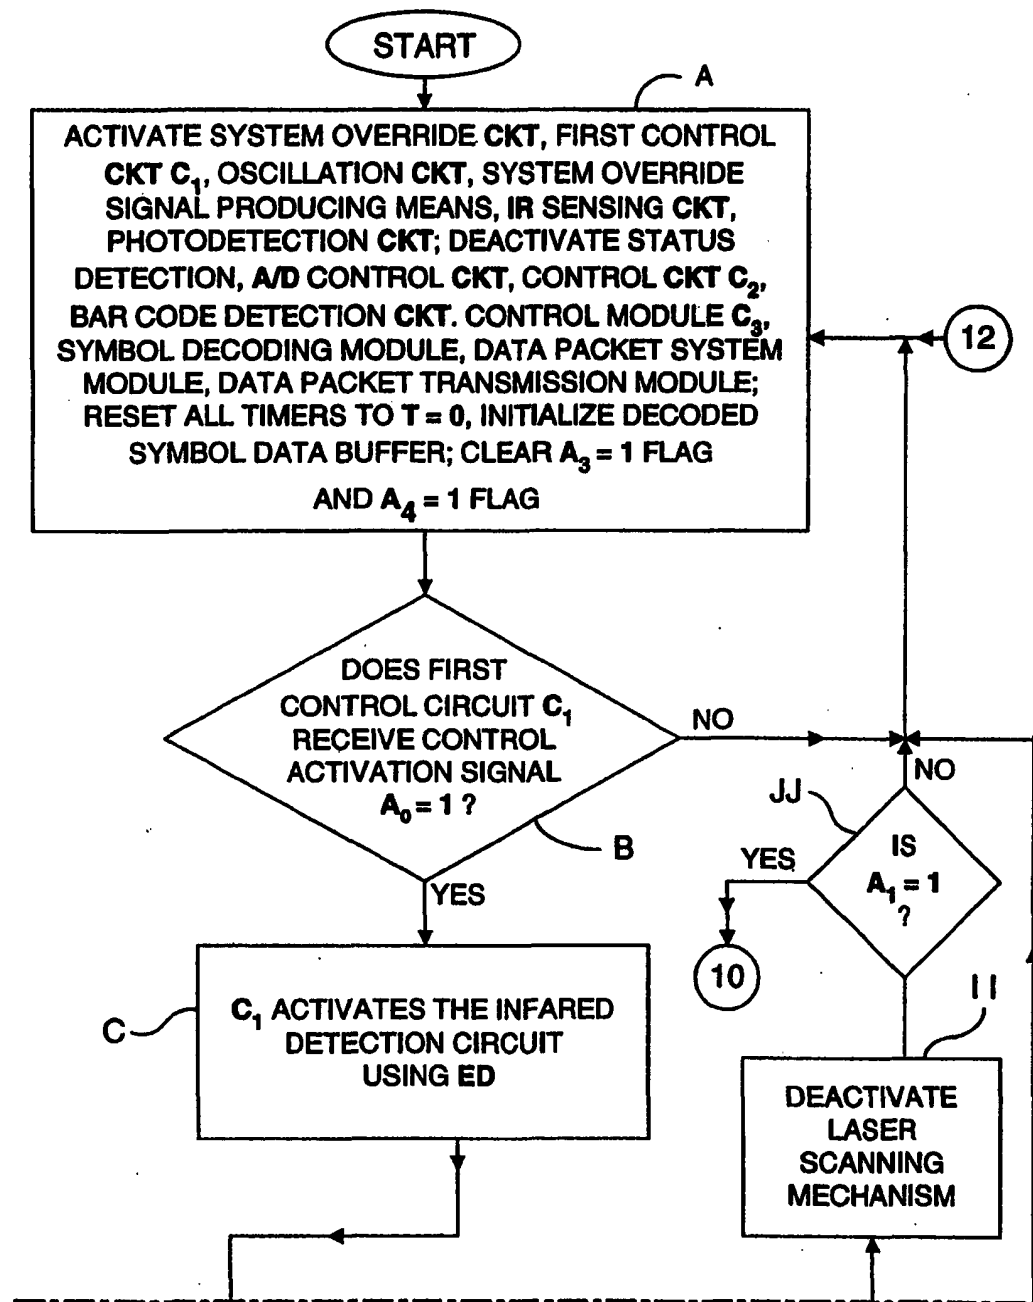 START
A
ACTIVATE SYSTEM OVERRIDE CKT, FIRST CONTROL
CKT C₁, OSCILLATION CKT, SYSTEM OVERRIDE
SIGNAL PRODUCING MEANS, IR SENSING CKT,
PHOTODETECTION CKT; DEACTIVATE STATUS
DETECTION, A/D CONTROL CKT, CONTROL CKT C₂,
BAR CODE DETECTION CKT. CONTROL MODULE C₃,
SYMBOL DECODING MODULE, DATA PACKET SYSTEM
MODULE, DATA PACKET TRANSMISSION MODULE;
RESET ALL TIMERS TO T = 0, INITIALIZE DECODED
SYMBOL DATA BUFFER; CLEAR A₃ = 1 FLAG
AND A₄ = 1 FLAG
12
DOES FIRST
CONTROL CIRCUIT C₁
RECEIVE CONTROL
ACTIVATION SIGNAL
A₀ = 1 ?
NO
B
YES
NO
JJ
IS
A₁ = 1
?
YES
10
C
C₁ ACTIVATES THE INFARED
DETECTION CIRCUIT
USING ED
II
DEACTIVATE
LASER
SCANNING
MECHANISM